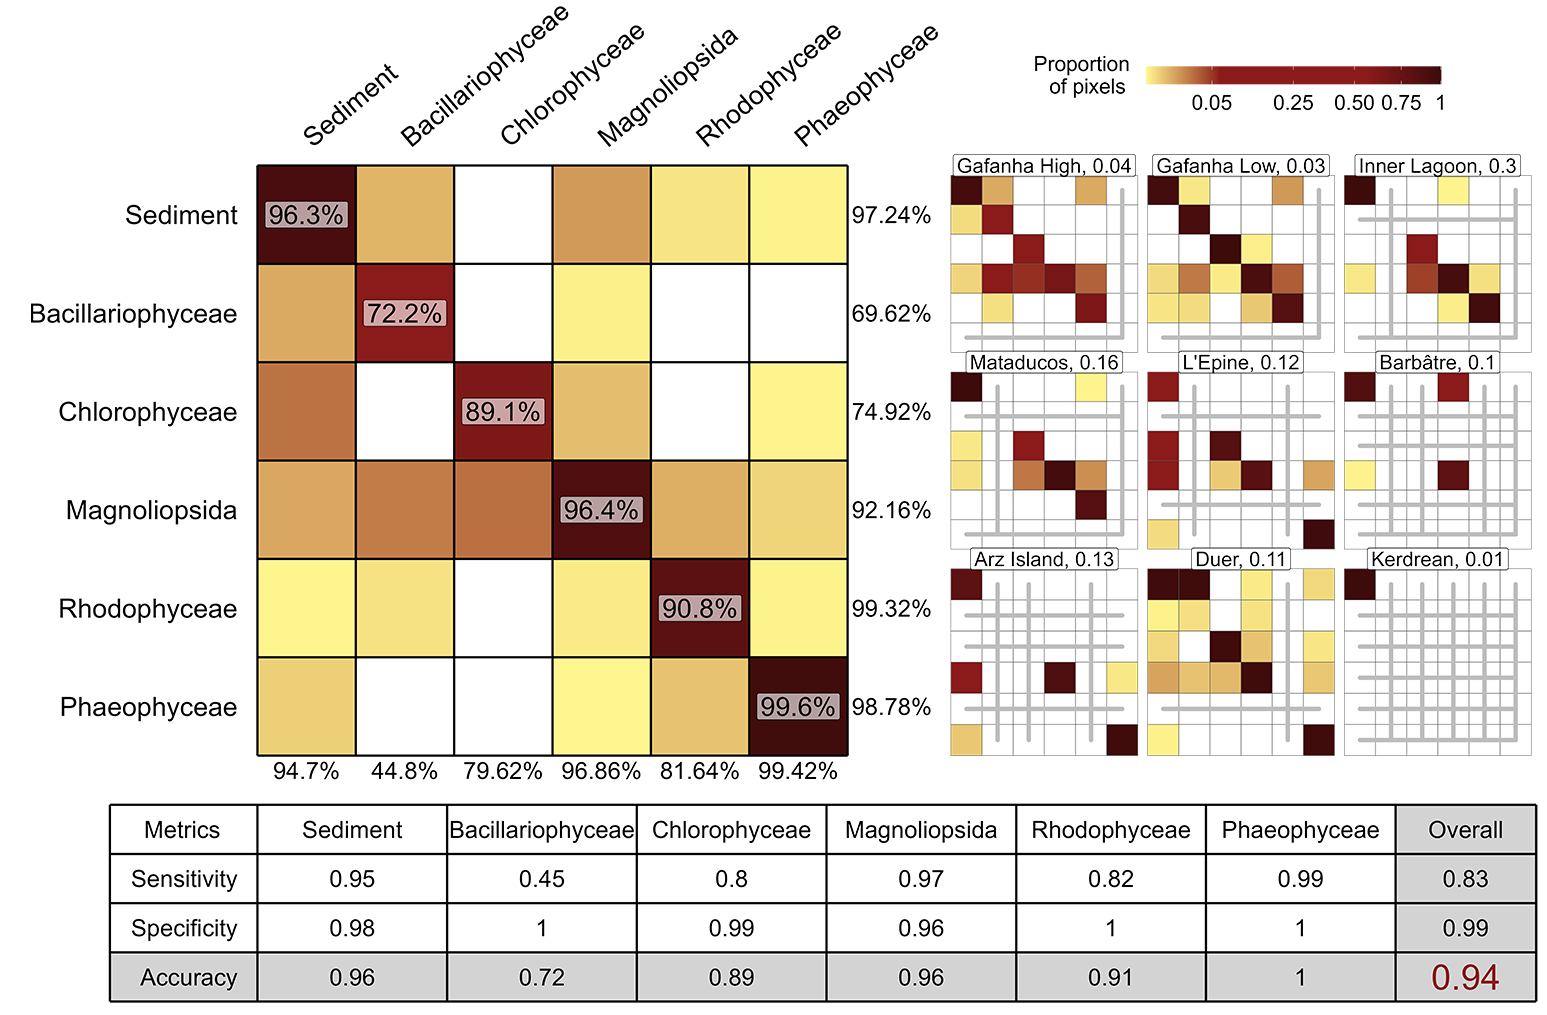 Sediment
Bacillariophyceae
Chlorophyceae
Magnoliopsida
Rhodophyceae
Phaeophyceae
Sediment 96.3% 97.24%
Bacillariophyceae 72.2% 69.62%
Chlorophyceae 89.1% 74.92%
Magnoliopsida 96.4% 92.16%
Rhodophyceae 90.8% 99.32%
Phaeophyceae 99.6% 98.78%
94.7% 44.8% 79.62% 96.86% 81.64% 99.42%
Proportion
of pixels
0.05 0.25 0.50 0.75 1
Gafanha High, 0.04 Gafanha Low, 0.03 Inner Lagoon, 0.3
Mataducos, 0.16 L'Epine, 0.12 Barbâtre, 0.1
Arz Island, 0.13 Duer, 0.11 Kerdrean, 0.01
Metrics Sediment Bacillariophyceae Chlorophyceae Magnoliopsida Rhodophyceae Phaeophyceae Overall
Sensitivity 0.95 0.45 0.8 0.97 0.82 0.99 0.83
Specificity 0.98 1 0.99 0.96 1 1 0.99
Accuracy 0.96 0.72 0.89 0.96 0.91 1 0.94